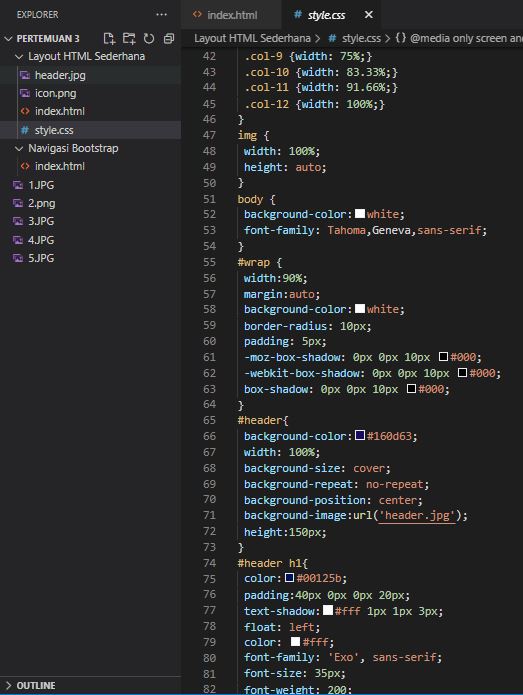 EXPLORER
PERTEMUAN 3
Layout HTML Sederhana
header.jpg
icon.png
index.html
style.css
Navigasi Bootstrap
index.html
1.JPG
2.png
3.JPG
4.JPG
5.JPG
OUTLINE
index.html
style.css
Layout HTML Sederhana > style.css > {} @media only screen and
42 .col-9 {width: 75%;}
43 .col-10 {width: 83.33%;}
44 .col-11 {width: 91.66%;}
45 .col-12 {width: 100%;}
46 }
47 img {
48 width: 100%;
49 height: auto;
50 }
51 body {
52 background-color: white;
53 font-family: Tahoma,Geneva,sans-serif;
54 }
55 #wrap {
56 width:90%;
57 margin:auto;
58 background-color: white;
59 border-radius: 10px;
60 padding: 5px;
61 -moz-box-shadow: 0px 0px 10px #000;
62 -webkit-box-shadow: 0px 0px 10px #000;
63 box-shadow: 0px 0px 10px #000;
64 }
65 #header{
66 background-color: #160d63;
67 width: 100%;
68 background-size: cover;
69 background-repeat: no-repeat;
70 background-position: center;
71 background-image:url('header.jpg');
72 height:150px;
73 }
74 #header h1{
75 color: #00125b;
76 padding:40px 0px 0px 20px;
77 text-shadow: #fff 1px 1px 3px;
78 float: left;
79 color: #fff;
80 font-family: 'Exo', sans-serif;
81 font-size: 35px;
82 font-weight: 200;